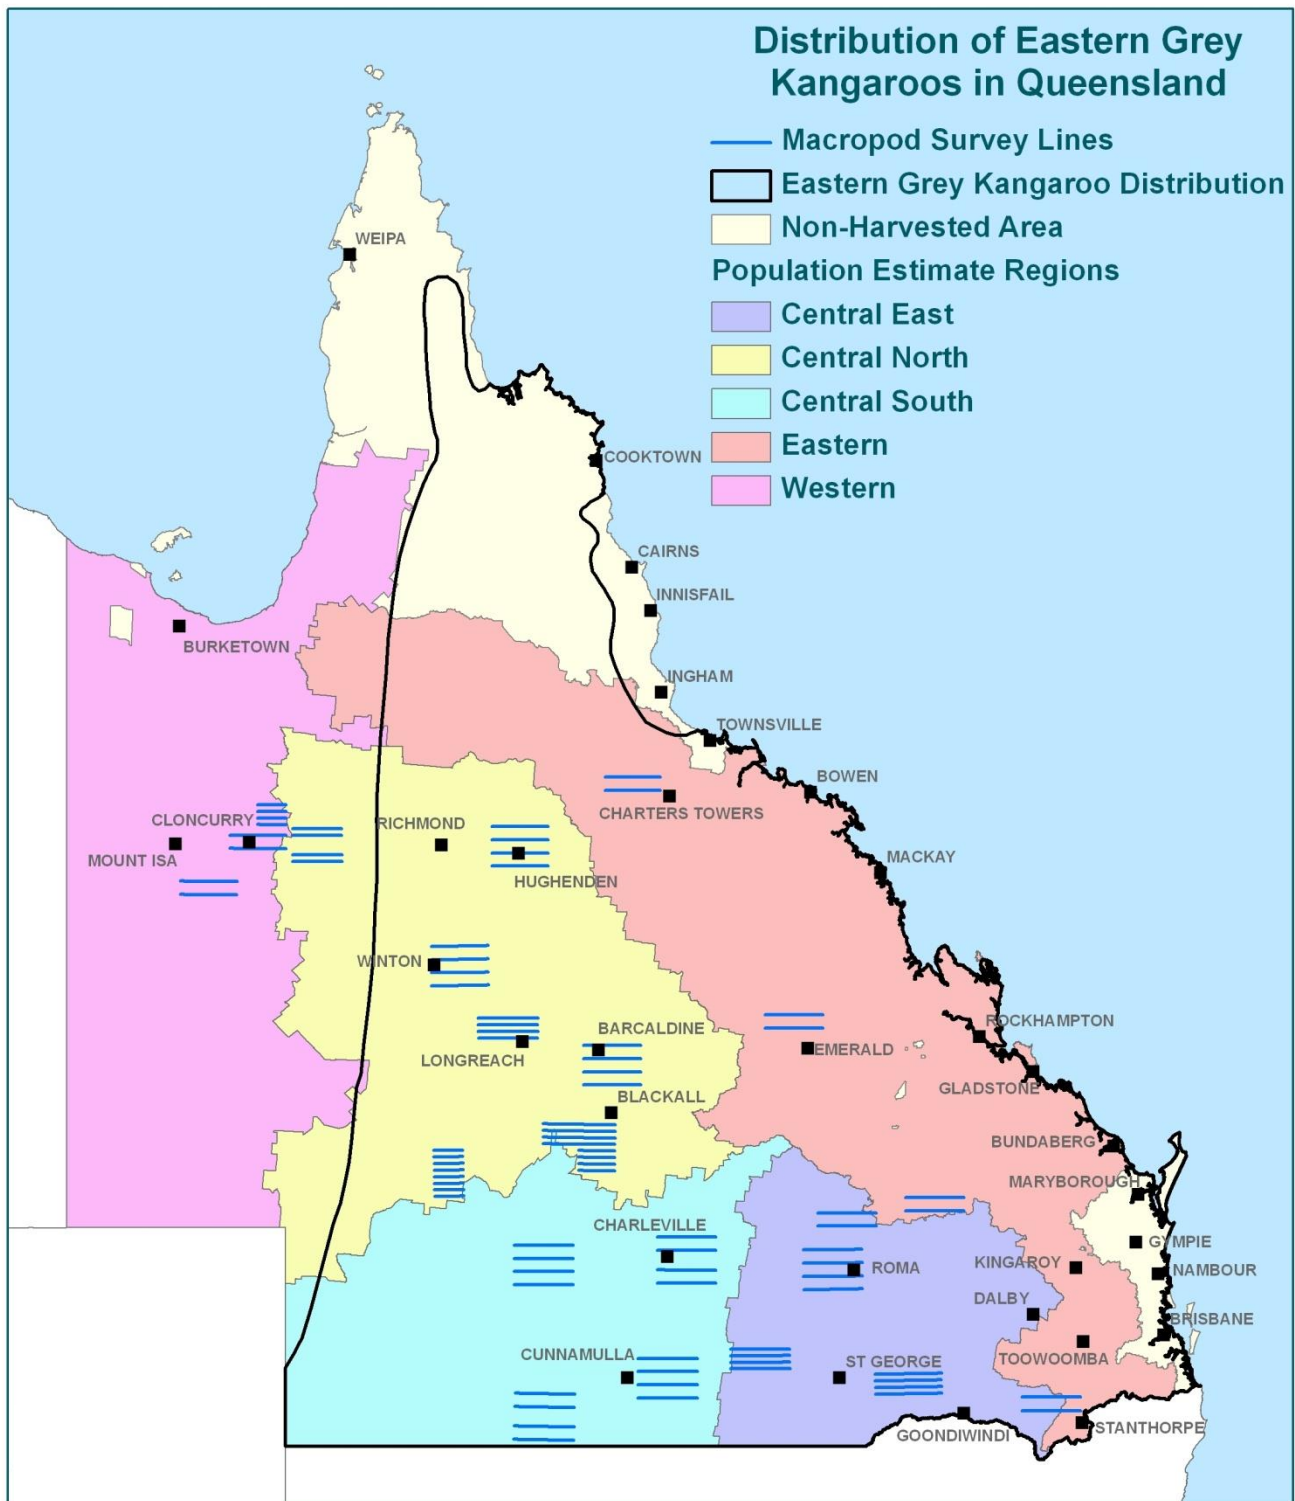 Distribution of Eastern Grey
Kangaroos in Queensland
Macropod Survey Lines
Eastern Grey Kangaroo Distribution
Non-Harvested Area
Population Estimate Regions
Central East
Central North
Central South
Eastern
Western
WEIPA
COOKTOWN
CAIRNS
INNISFAIL
BURKETOWN
INGHAM
TOWNSVILLE
BOWEN
CHARTERS TOWERS
CLONCURRY
RICHMOND
MOUNT ISA
MACKAY
HUGHENDEN
WINTON
ROCKHAMPTON
BARCALDINE
EMERALD
LONGREACH
GLADSTONE
BLACKALL
BUNDABERG
MARYBOROUGH
CHARLEVILLE
GYMPIE
KINGAROY
ROMA
NAMBOUR
DALBY
BRISBANE
CUNNAMULLA
ST GEORGE
TOOWOOMBA
STANTHORPE
GOONDIWINDI